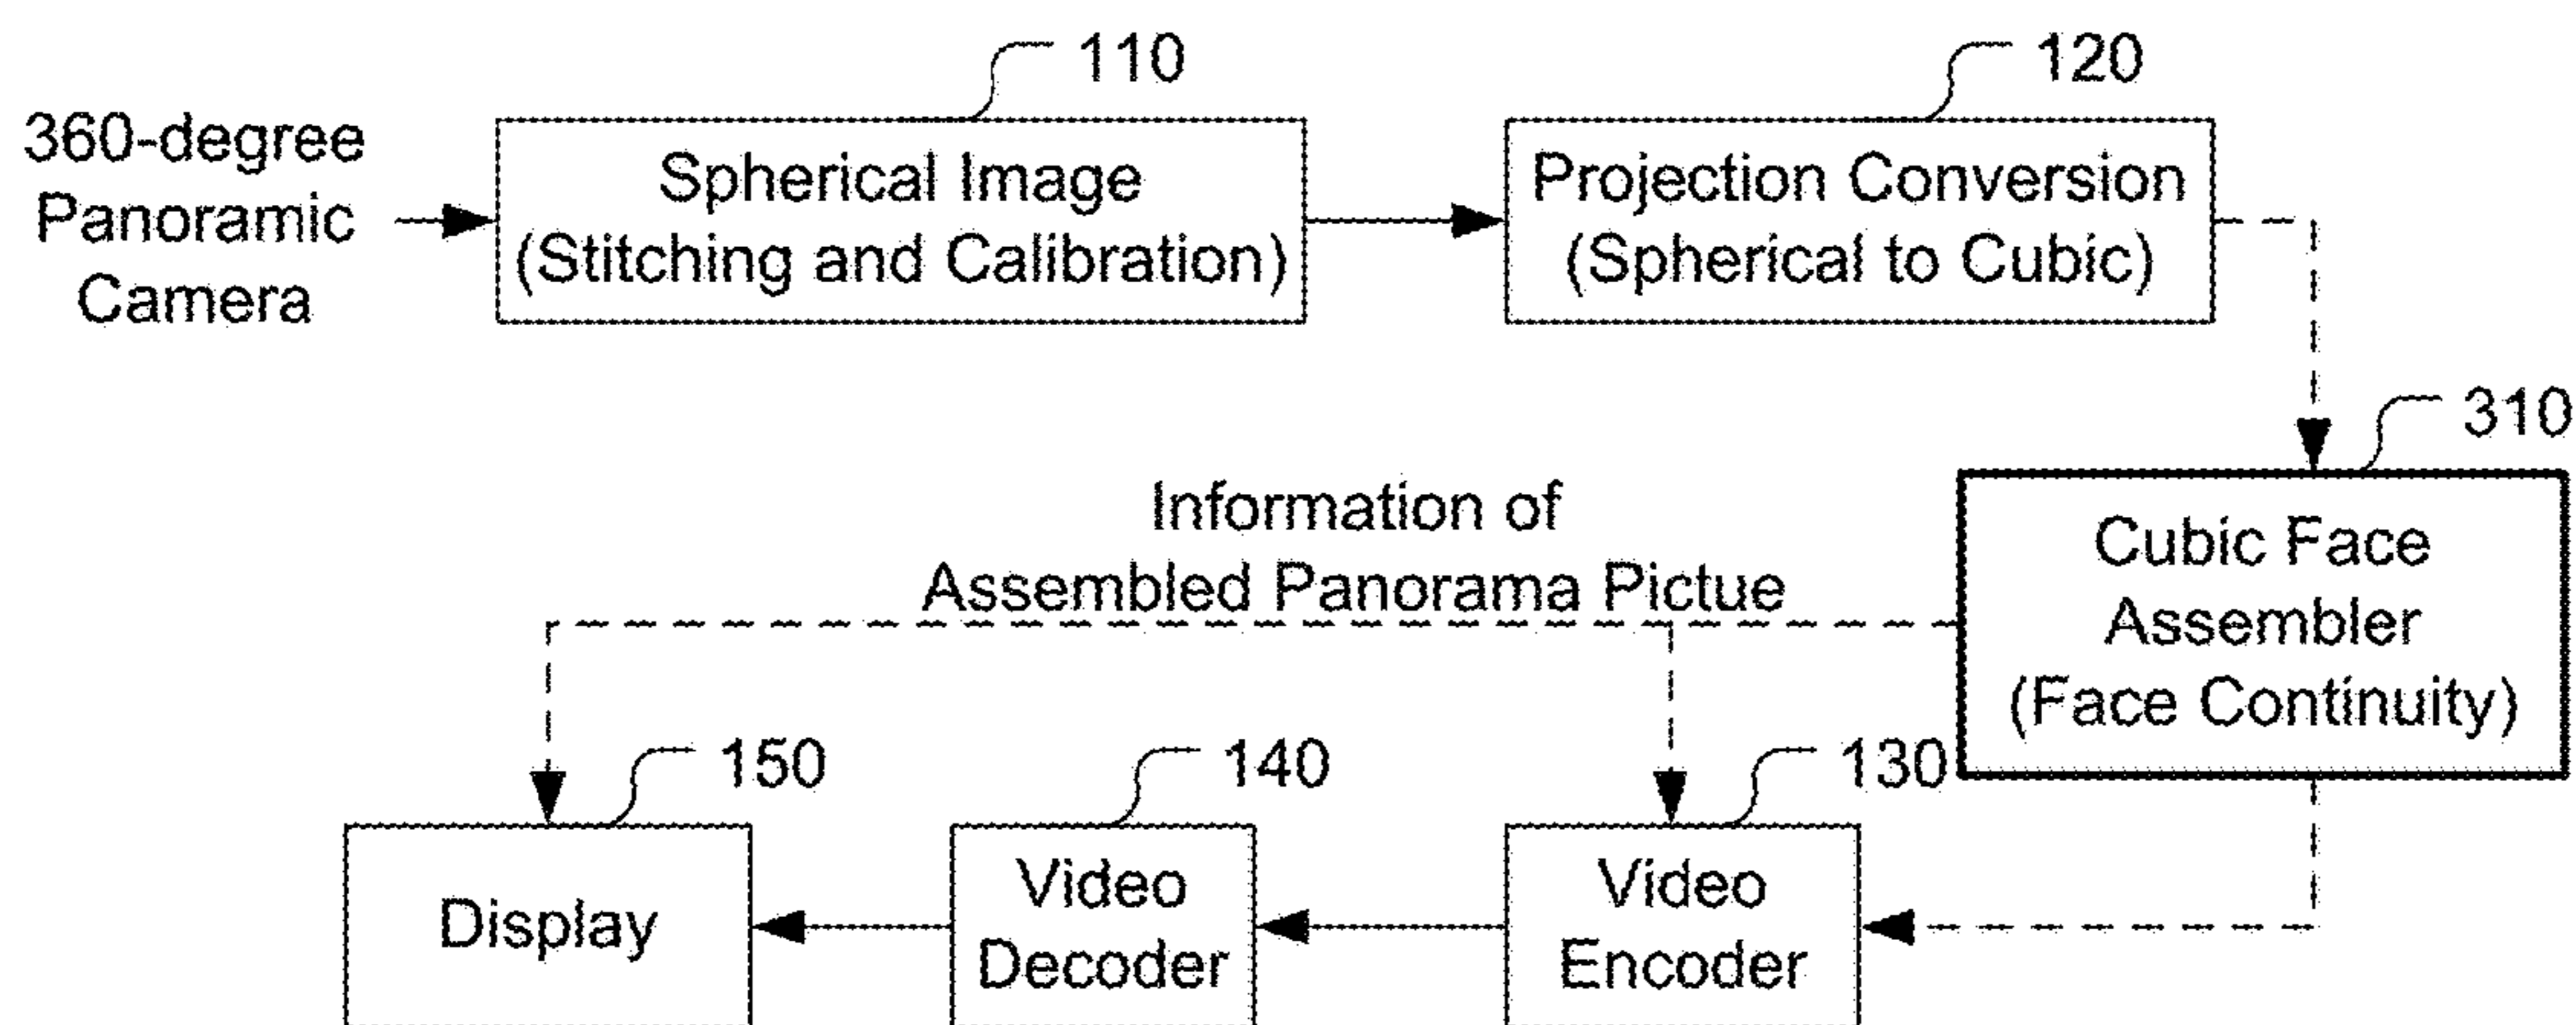 110
120
360-degree
Panoramic
Camera
Spherical Image
(Stitching and Calibration)
Projection Conversion
(Spherical to Cubic)
310
Information of
Assembled Panorama Pictue
Cubic Face
Assembler
(Face Continuity)
150
140
130
Display
Video
Decoder
Video
Encoder